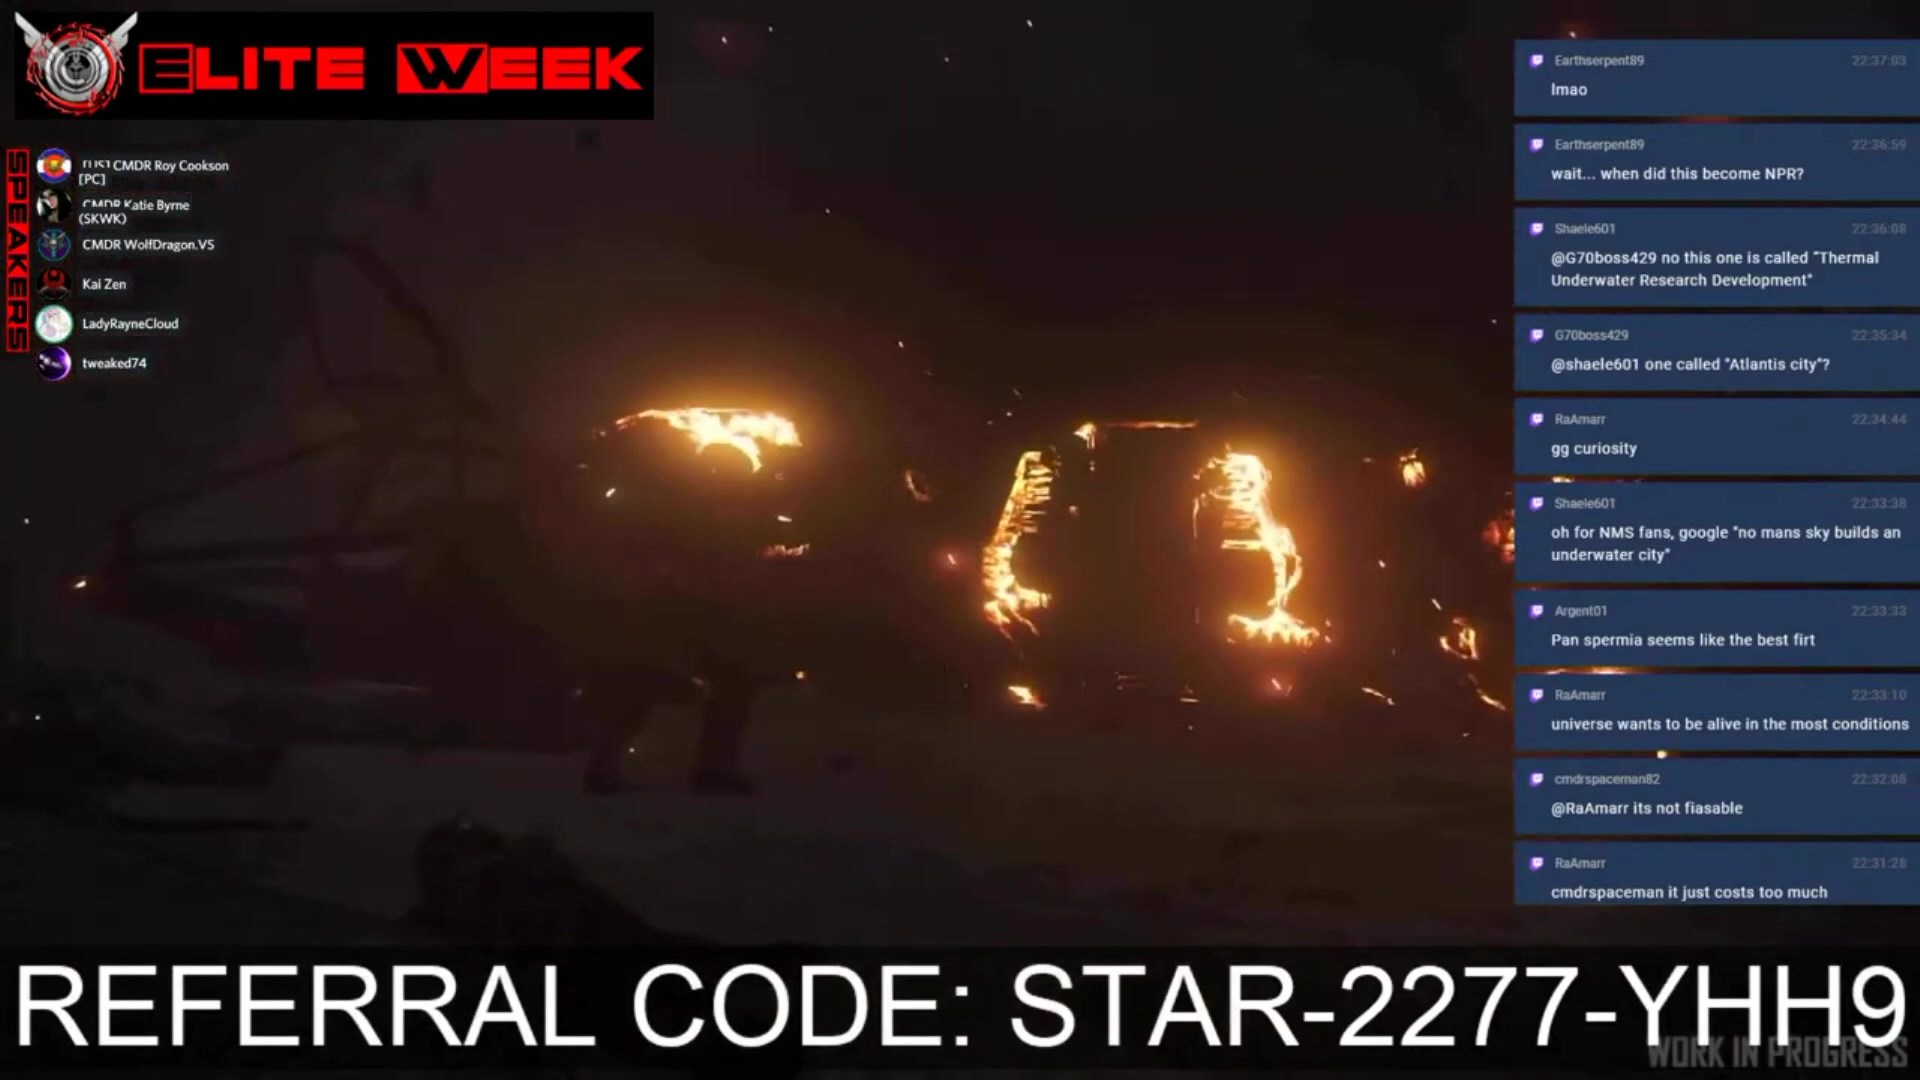 ELITE WEEK
SPEAKERS
[US] CMDR Roy Cookson
[PC]
CMDR Katie Byrne
(SKWK)
CMDR WolfDragon.VS
Kai Zen
LadyRayneCloud
tweaked74
Earthserpent89 22:37:03
lmao
Earthserpent89 22:36:59
wait... when did this become NPR?
Shaele601 22:36:08
@G70boss429 no this one is called "Thermal
Underwater Research Development"
G70boss429 22:35:34
@shaele601 one called "Atlantis city"?
RaAmarr 22:34:44
gg curiosity
Shaele601 22:33:38
oh for NMS fans, google "no mans sky builds an
underwater city"
Argent01 22:33:33
Pan spermia seems like the best firt
RaAmarr 22:33:10
universe wants to be alive in the most conditions
cmdrspaceman82 22:32:08
@RaAmarr its not fiasable
RaAmarr 22:31:28
cmdrspaceman it just costs too much
REFERRAL CODE: STAR-2277-YHH9
WORK IN PROGRESS